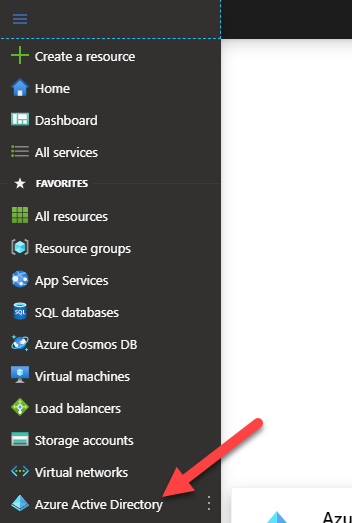 Create a resource
Home
Dashboard
All services
FAVORITES
All resources
Resource groups
App Services
SQL
SQL databases
Azure Cosmos DB
Virtual machines
Load balancers
Storage accounts
Virtual networks
Azure Active Directory